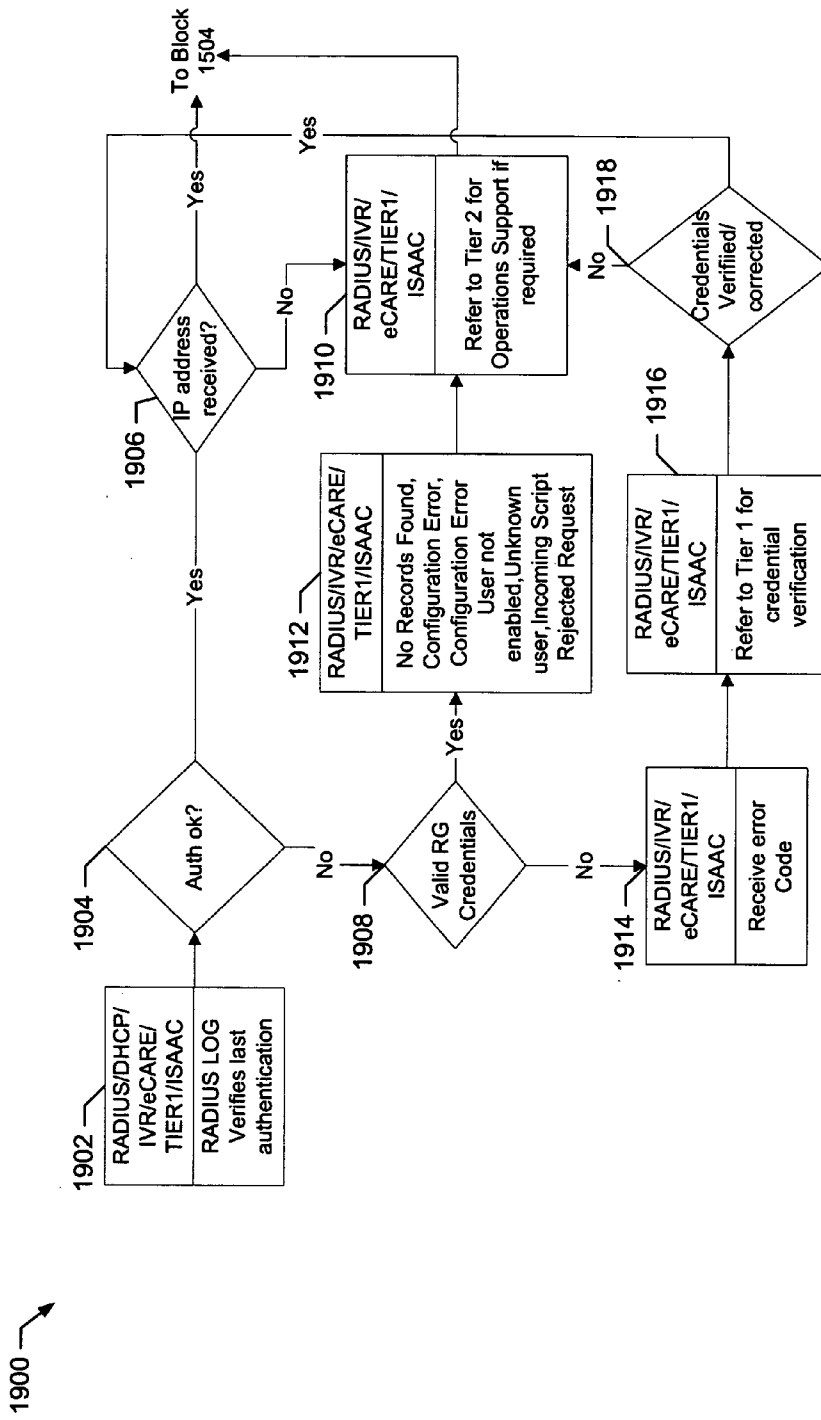 1900
1902
RADIUS/DHCP/
IVR/eCARE/
TIER1/ISAAC
RADIUS LOG
Verifies last
authentication
1904
Auth ok?
Yes
No
1906
IP address
received?
Yes
No
To Block
1504
1908
Valid RG
Credentials
Yes
No
1912
RADIUS/IVR/eCARE/
TIER1/ISAAC
No Records Found,
Configuration Error,
Configuration Error
User not
enabled,Unknown
user,Incoming Script
Rejected Request
1910
RADIUS/IVR/
eCARE/TIER1/
ISAAC
Refer to Tier 2 for
Operations Support if
required
1914
RADIUS/IVR/
eCARE/TIER1/
ISAAC
Receive error
Code
1916
RADIUS/IVR/
eCARE/TIER1/
ISAAC
Refer to Tier 1 for
credential
verification
1918
Credentials
Verifiied/
corrected
No
Yes